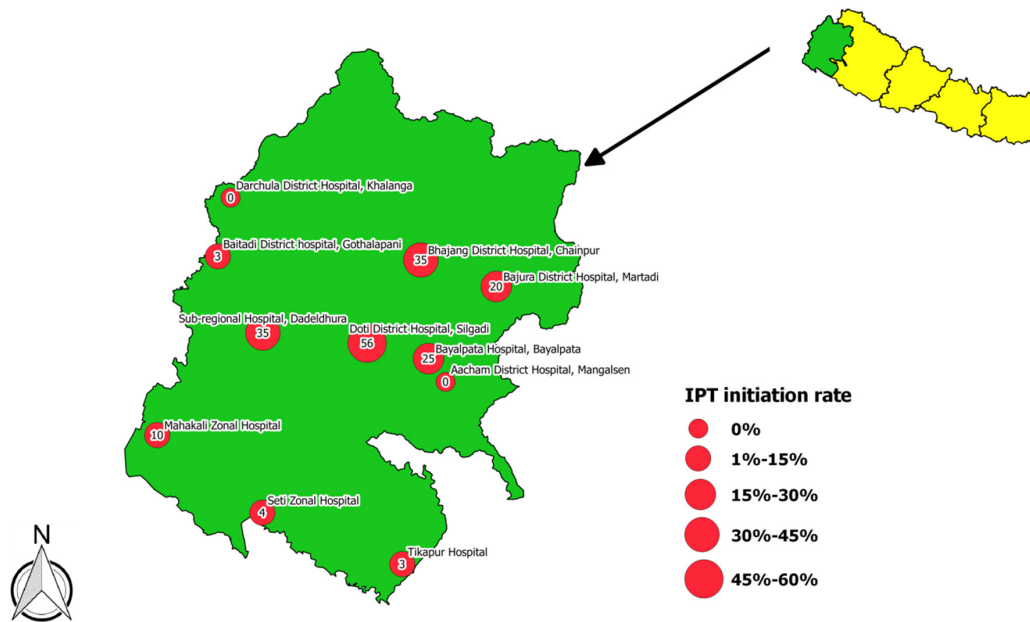 Darchula District Hospital, Khalanga
0
Baitadi District hospital, Gothalapani
3
Bhajang District Hospital, Chainpur
35
Bajura District Hospital, Martadi
20
Sub-regional Hospital, Dadeldhura
35
Doti District Hospital, Silgadi
56
Bayalpata Hospital, Bayalpata
25
Aacham District Hospital, Mangalsen
0
Mahakali Zonal Hospital
10
Seti Zonal Hospital
4
Tikapur Hospital
3
IPT initiation rate
0%
1%-15%
15%-30%
30%-45%
45%-60%
N